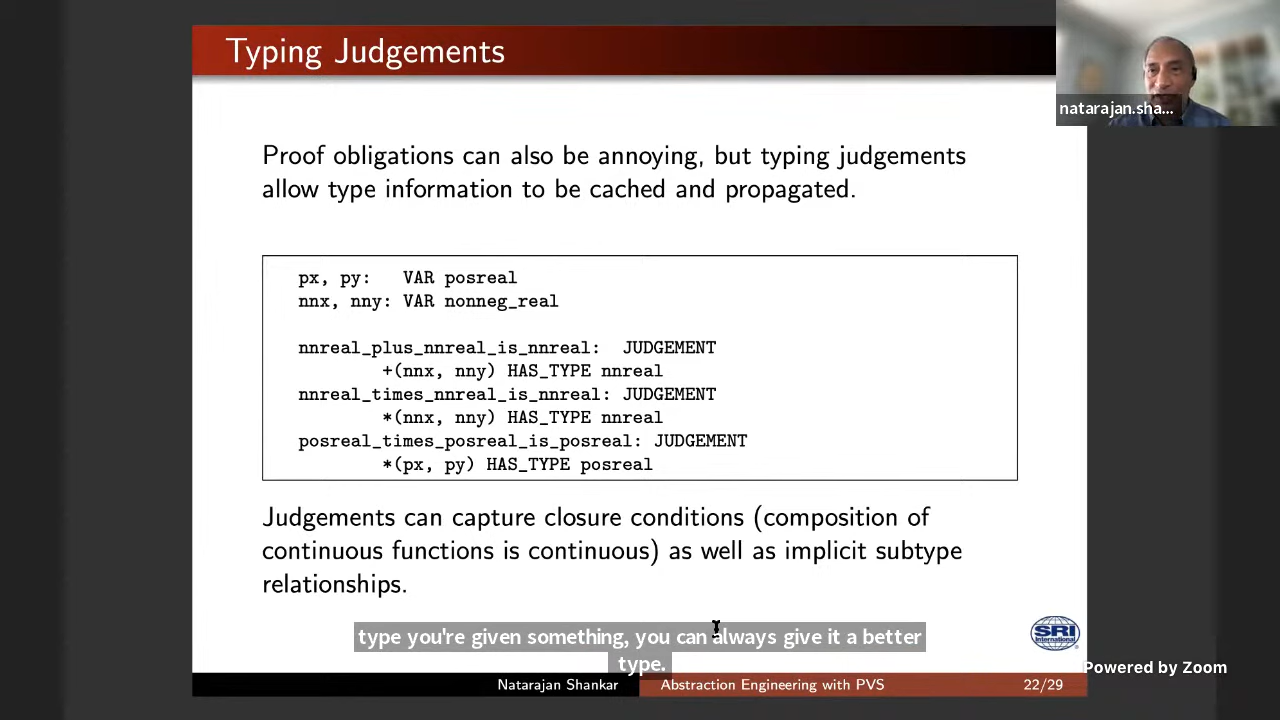 Typing Judgements
natarajan.sha...
Proof obligations can also be annoying, but typing judgements
allow type information to be cached and propagated.
px, py:   VAR posreal
nnx, nny: VAR nonneg_real
nnreal_plus_nnreal_is_nnreal:  JUDGEMENT
+(nnx, nny) HAS_TYPE nnreal
nnreal_times_nnreal_is_nnreal: JUDGEMENT
*(nnx, nny) HAS_TYPE nnreal
posreal_times_posreal_is_posreal: JUDGEMENT
*(px, py) HAS_TYPE posreal
Judgements can capture closure conditions (composition of
continuous functions is continuous) as well as implicit subtype
relationships.
type you're given something, you can always give it a better
type.
SRI
International
Powered by Zoom
Natarajan Shankar
Abstraction Engineering with PVS
22/29